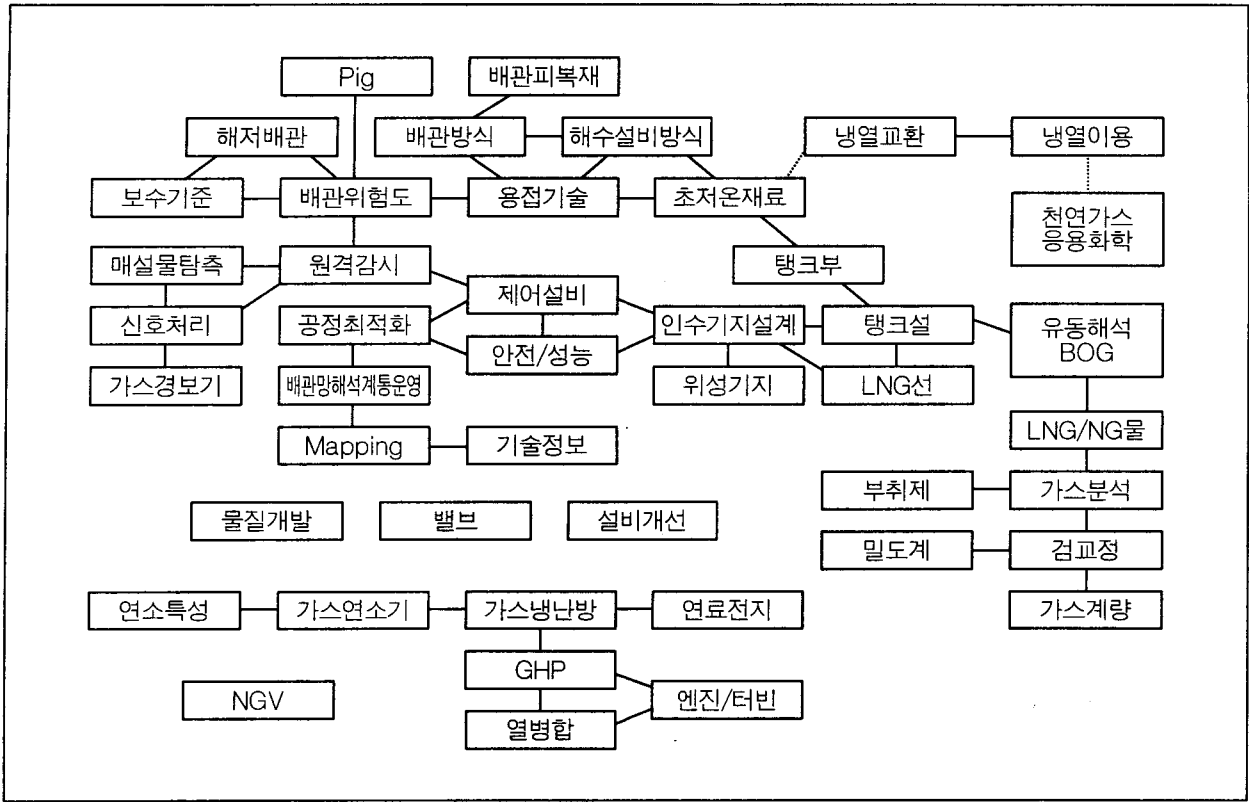 Pig
배관피복재
해저배관
배관방식
해수설비방식
냉열교환
냉열이용
보수기준
배관위험도
용접기술
초저온재료
천연가스
응용화학
매설물탐측
원격감시
탱크부
제어설비
신호처리
공정최적화
인수기지설계
탱크설
유동해석
BOG
안전/성능
가스경보기
배관망해석계통운영
위성기지
LNG선
Mapping
기술정보
LNG/NG물
부취제
가스분석
물질개발
밸브
설비개선
밀도계
검교정
연소특성
가스연소기
가스냉난방
연료전지
가스계량
GHP
NGV
엔진/터빈
열병합